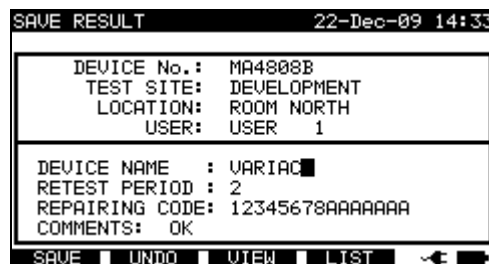 SAVE RESULT 22-Dec-09 14:33
DEVICE No.: MA4808B
TEST SITE: DEVELOPMENT
LOCATION: ROOM NORTH
USER: USER 1
DEVICE NAME : VARIAC
RETEST PERIOD : 2
REPAIRING CODE: 12345678AAAAAAA
COMMENTS: OK
SAVE UNDO VIEW LIST